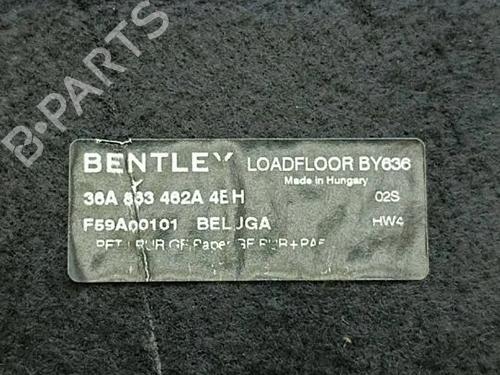 BENTLEY LOADFLOOR BY636
Made in Hungary
36A 863 462A 4EH 02S
F59A00101 BELUGA HW4
B-PARTS